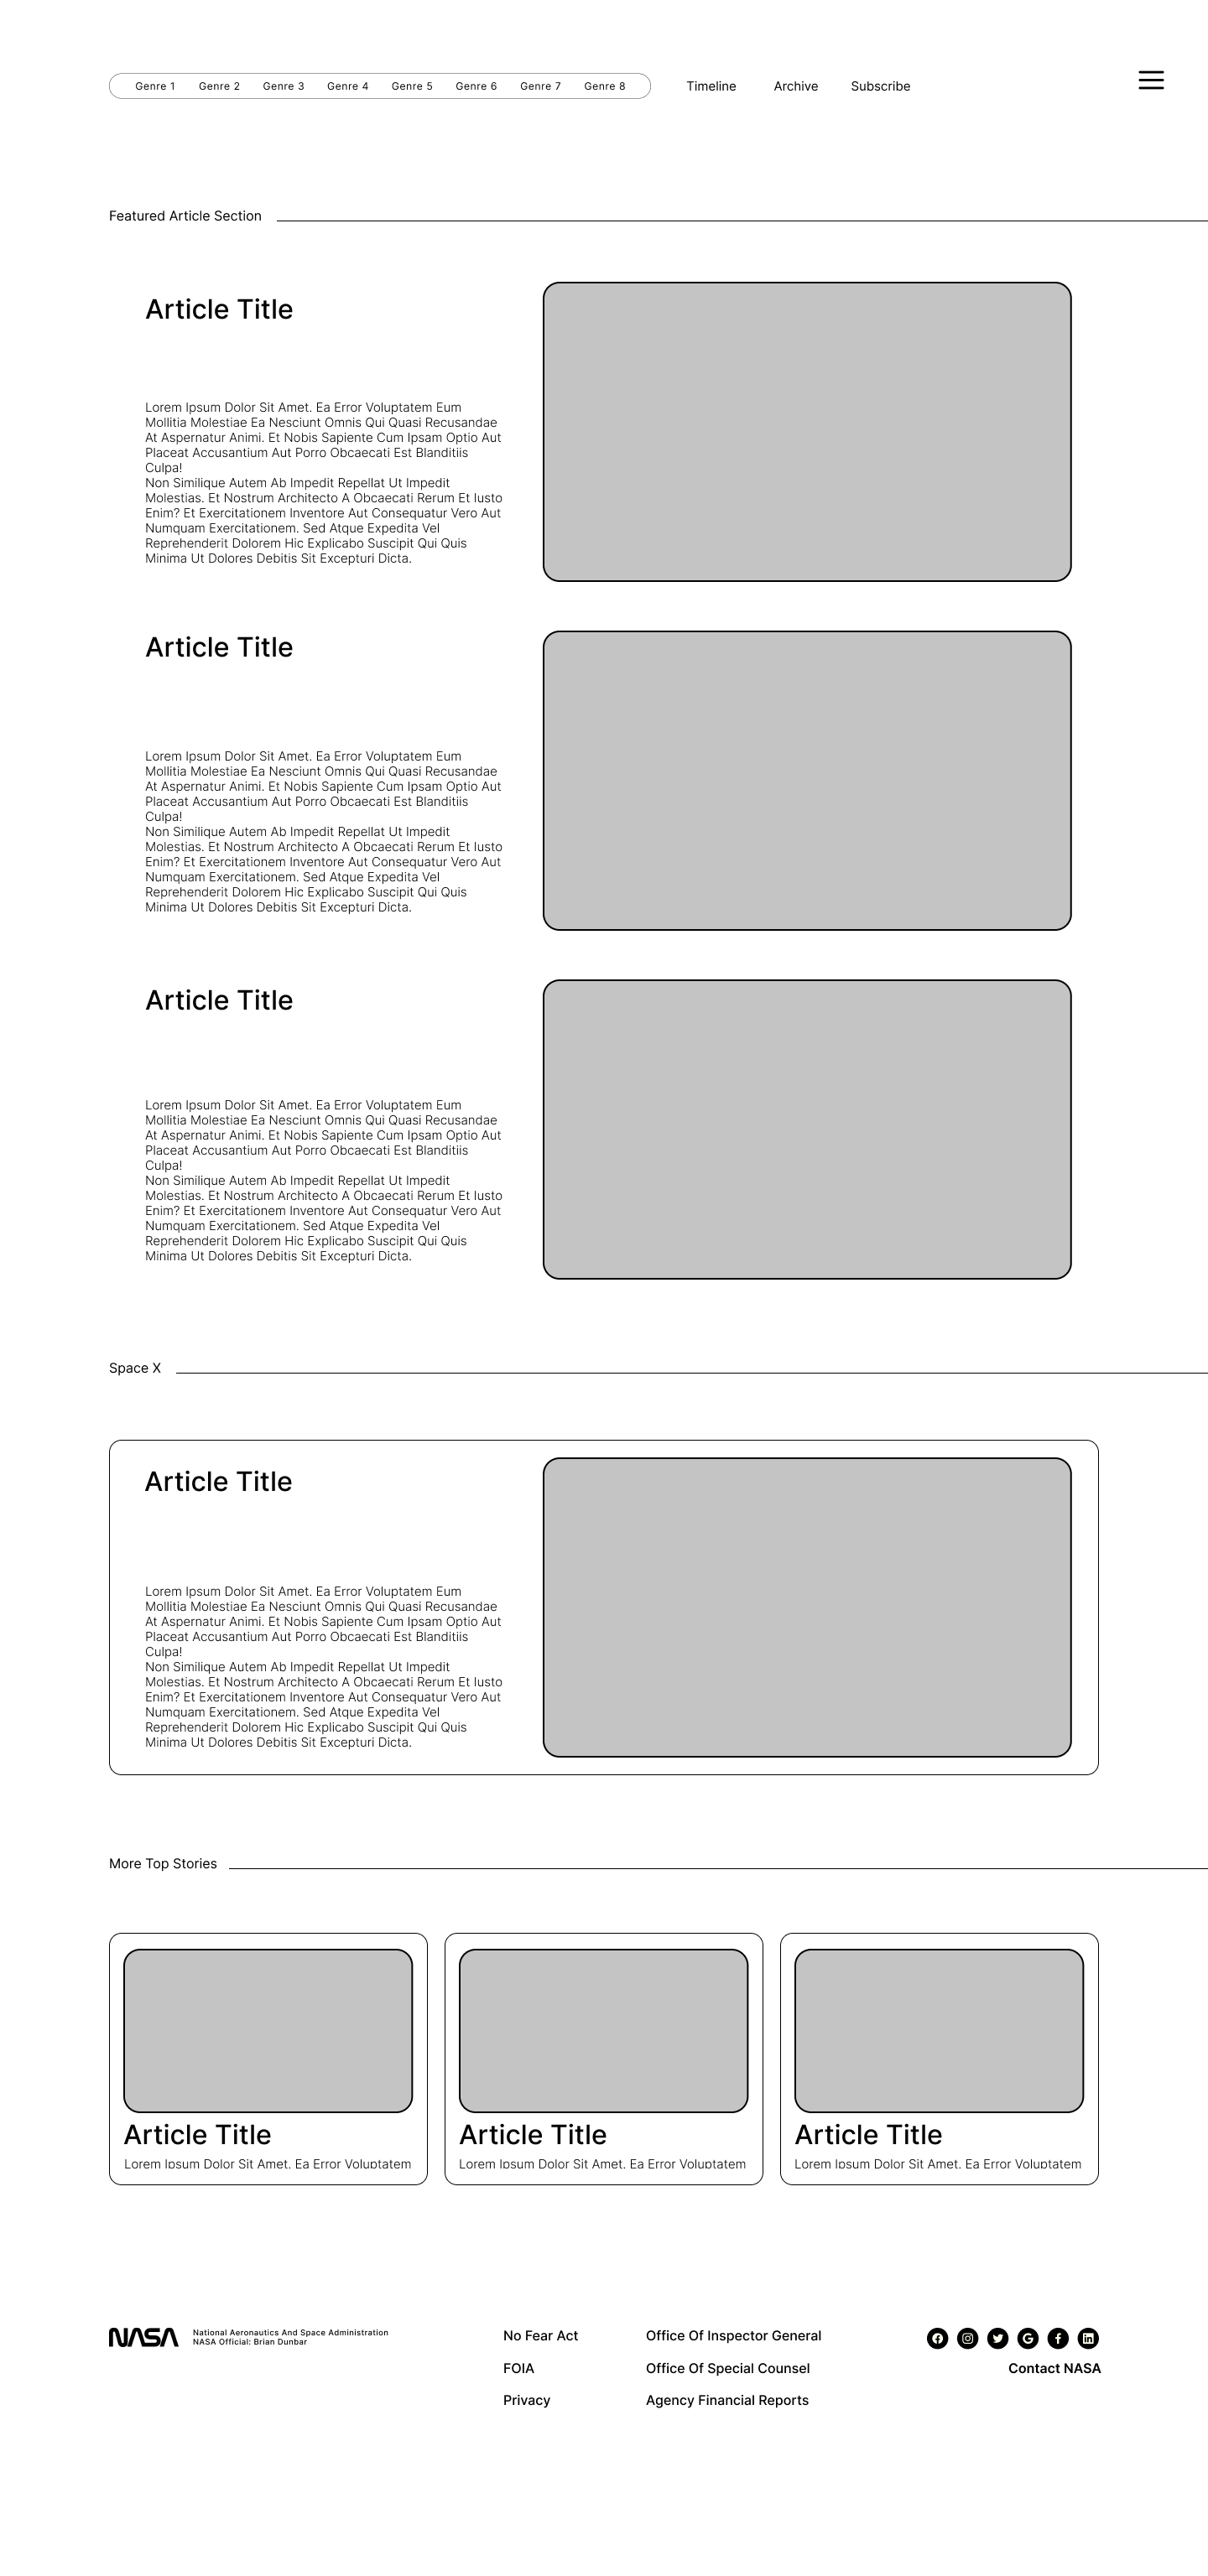 Genre 1 Genre 2 Genre 3 Genre 4 Genre 5 Genre 6 Genre 7 Genre 8 Timeline Archive Subscribe
Featured Article Section
Article Title
Lorem Ipsum Dolor Sit Amet. Ea Error Voluptatem Eum
Mollitia Molestiae Ea Nesciunt Omnis Qui Quasi Recusandae
At Aspernatur Animi. Et Nobis Sapiente Cum Ipsam Optio Aut
Placeat Accusantium Aut Porro Obcaecati Est Blanditiis
Culpa!
Non Similique Autem Ab Impedit Repellat Ut Impedit
Molestias. Et Nostrum Architecto A Obcaecati Rerum Et Iusto
Enim? Et Exercitationem Inventore Aut Consequatur Vero Aut
Numquam Exercitationem. Sed Atque Expedita Vel
Reprehenderit Dolorem Hic Explicabo Suscipit Qui Quis
Minima Ut Dolores Debitis Sit Excepturi Dicta.
Article Title
Lorem Ipsum Dolor Sit Amet. Ea Error Voluptatem Eum
Mollitia Molestiae Ea Nesciunt Omnis Qui Quasi Recusandae
At Aspernatur Animi. Et Nobis Sapiente Cum Ipsam Optio Aut
Placeat Accusantium Aut Porro Obcaecati Est Blanditiis
Culpa!
Non Similique Autem Ab Impedit Repellat Ut Impedit
Molestias. Et Nostrum Architecto A Obcaecati Rerum Et Iusto
Enim? Et Exercitationem Inventore Aut Consequatur Vero Aut
Numquam Exercitationem. Sed Atque Expedita Vel
Reprehenderit Dolorem Hic Explicabo Suscipit Qui Quis
Minima Ut Dolores Debitis Sit Excepturi Dicta.
Article Title
Lorem Ipsum Dolor Sit Amet. Ea Error Voluptatem Eum
Mollitia Molestiae Ea Nesciunt Omnis Qui Quasi Recusandae
At Aspernatur Animi. Et Nobis Sapiente Cum Ipsam Optio Aut
Placeat Accusantium Aut Porro Obcaecati Est Blanditiis
Culpa!
Non Similique Autem Ab Impedit Repellat Ut Impedit
Molestias. Et Nostrum Architecto A Obcaecati Rerum Et Iusto
Enim? Et Exercitationem Inventore Aut Consequatur Vero Aut
Numquam Exercitationem. Sed Atque Expedita Vel
Reprehenderit Dolorem Hic Explicabo Suscipit Qui Quis
Minima Ut Dolores Debitis Sit Excepturi Dicta.
Space X
Article Title
Lorem Ipsum Dolor Sit Amet. Ea Error Voluptatem Eum
Mollitia Molestiae Ea Nesciunt Omnis Qui Quasi Recusandae
At Aspernatur Animi. Et Nobis Sapiente Cum Ipsam Optio Aut
Placeat Accusantium Aut Porro Obcaecati Est Blanditiis
Culpa!
Non Similique Autem Ab Impedit Repellat Ut Impedit
Molestias. Et Nostrum Architecto A Obcaecati Rerum Et Iusto
Enim? Et Exercitationem Inventore Aut Consequatur Vero Aut
Numquam Exercitationem. Sed Atque Expedita Vel
Reprehenderit Dolorem Hic Explicabo Suscipit Qui Quis
Minima Ut Dolores Debitis Sit Excepturi Dicta.
More Top Stories
Article Title
Lorem Ipsum Dolor Sit Amet. Ea Error Voluptatem
Article Title
Lorem Ipsum Dolor Sit Amet. Ea Error Voluptatem
Article Title
Lorem Ipsum Dolor Sit Amet. Ea Error Voluptatem
NASA
National Aeronautics And Space Administration
NASA Official: Brian Dunbar
No Fear Act
FOIA
Privacy
Office Of Inspector General
Office Of Special Counsel
Agency Financial Reports
Contact NASA